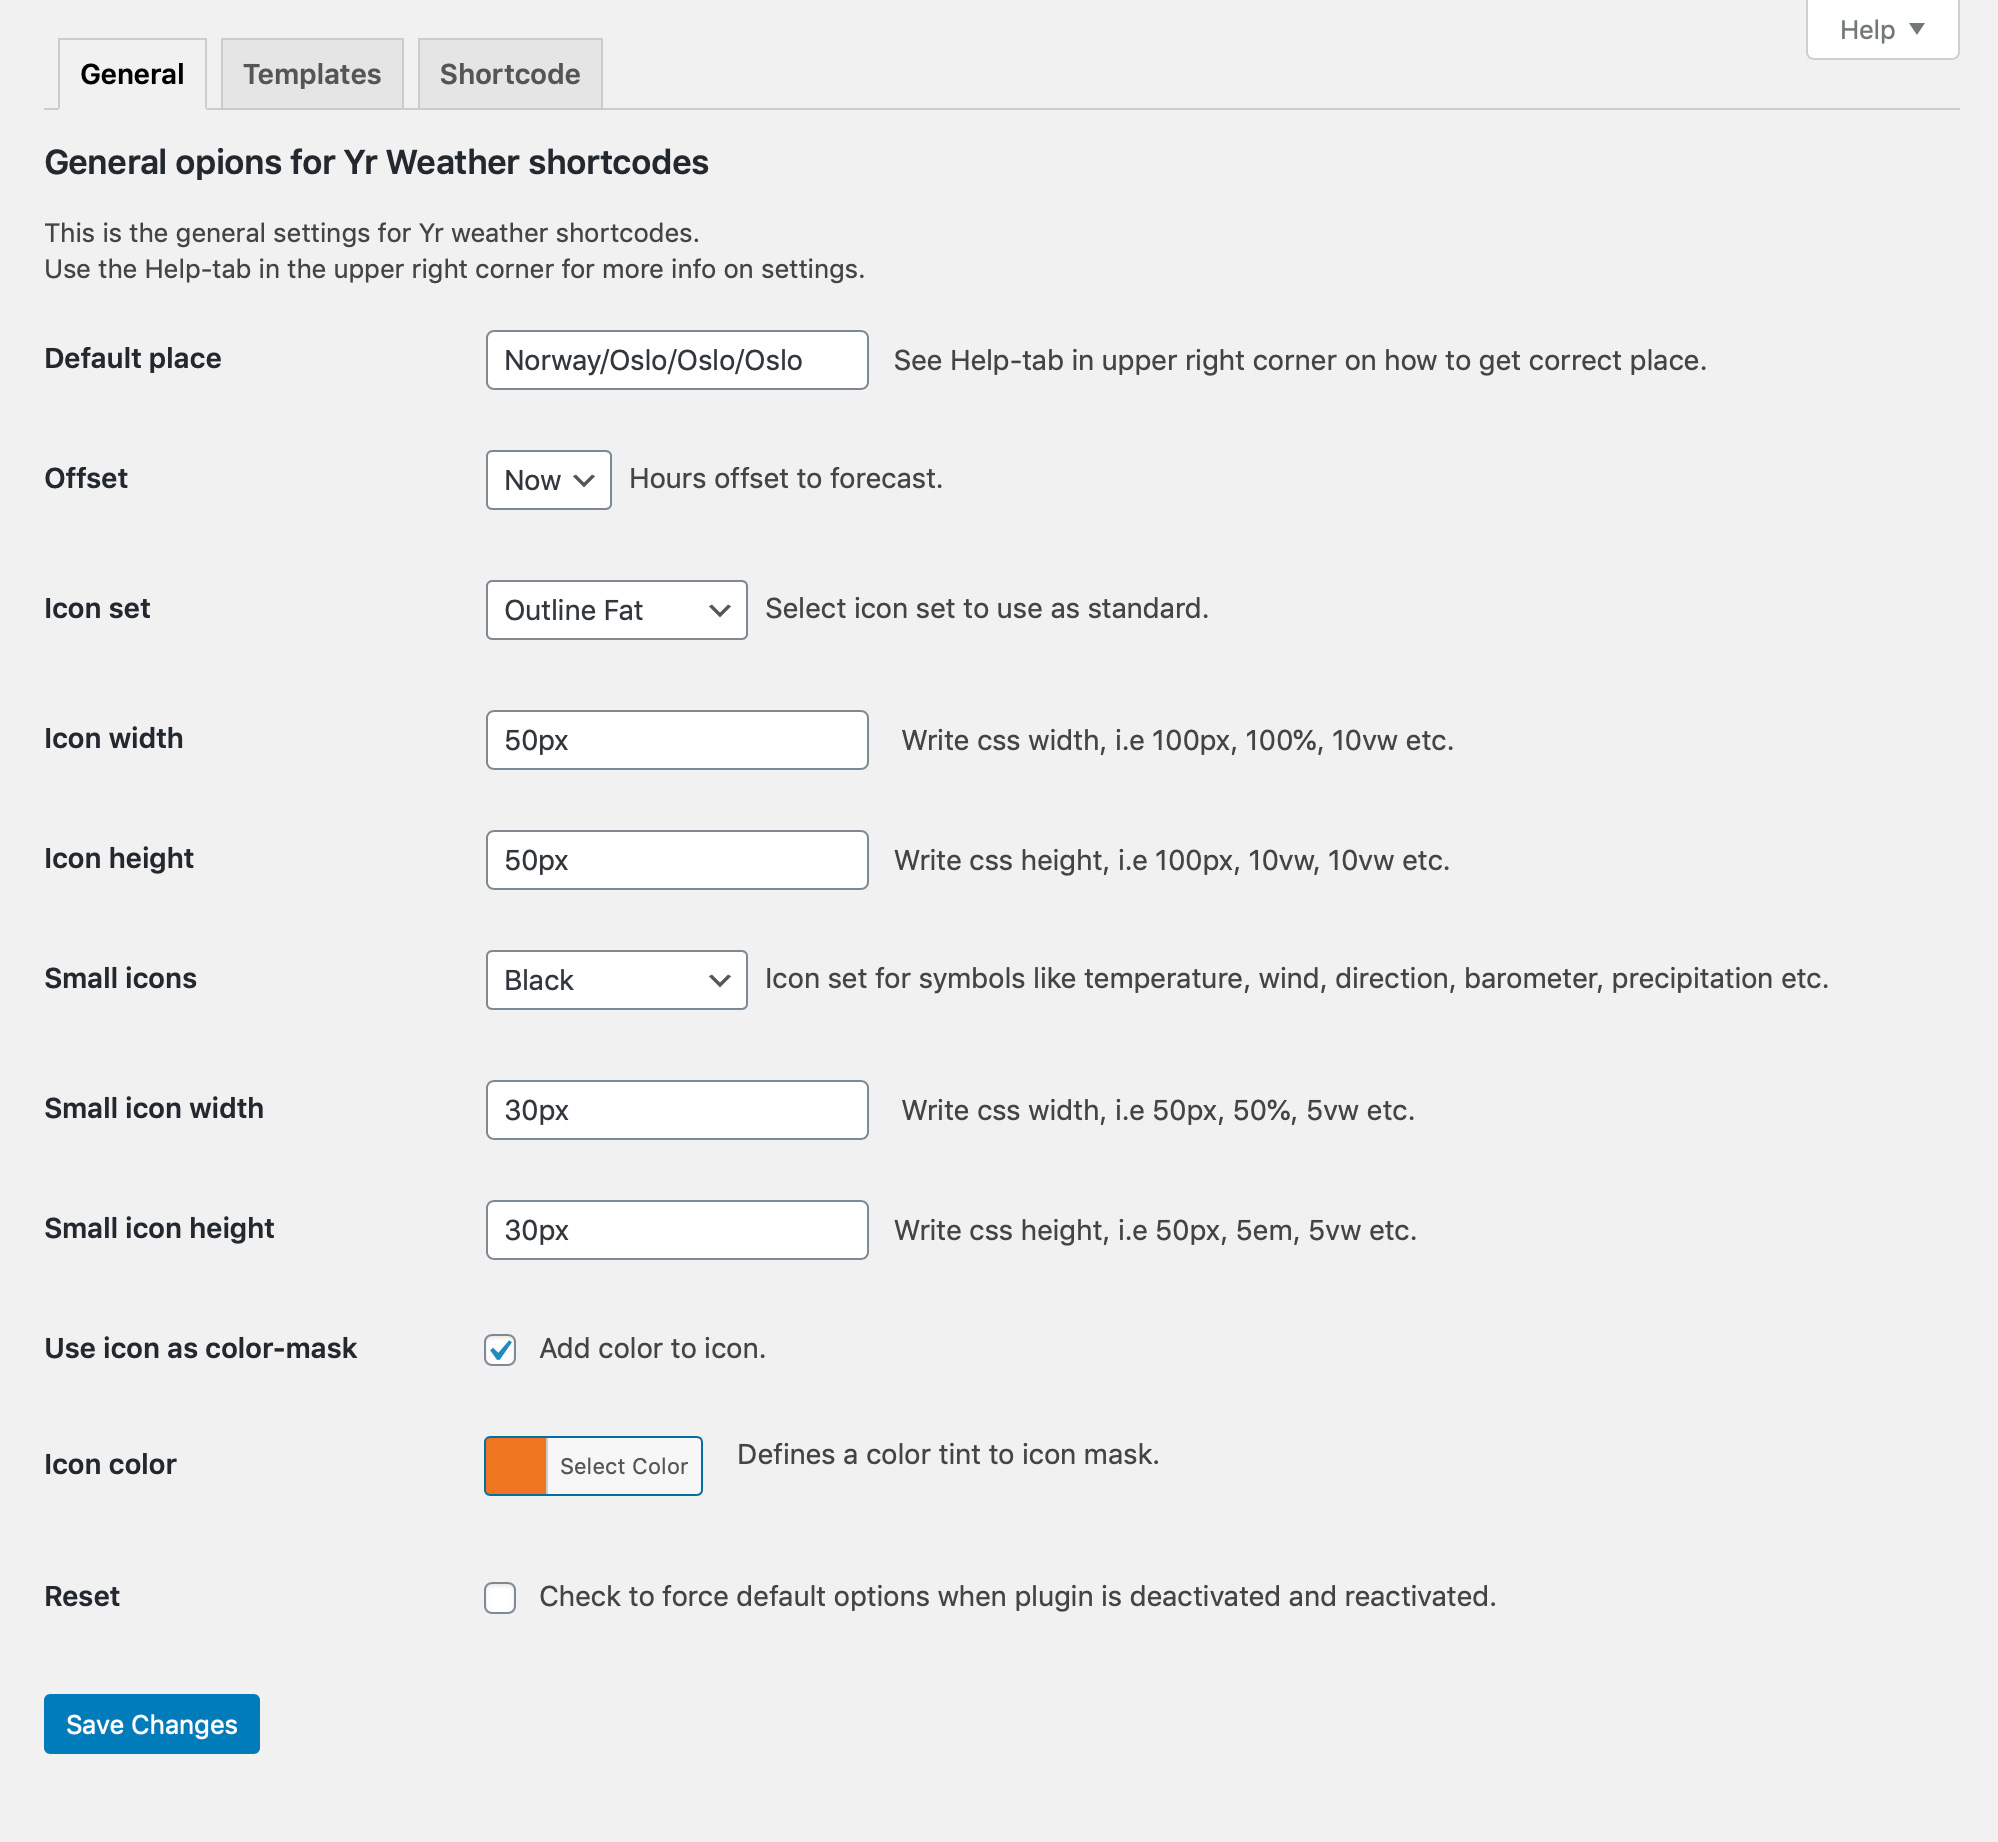 Help
General
Templates
Shortcode
General opions for Yr Weather shortcodes
This is the general settings for Yr weather shortcodes.
Use the Help-tab in the upper right corner for more info on settings.
Default place
Norway/Oslo/Oslo/Oslo
See Help-tab in upper right corner on how to get correct place.
Offset
Now
Hours offset to forecast.
Icon set
Outline Fat
Select icon set to use as standard.
Icon width
50px
Write css width, i.e 100px, 100%, 10vw etc.
Icon height
50px
Write css height, i.e 100px, 10vw, 10vw etc.
Small icons
Black
Icon set for symbols like temperature, wind, direction, barometer, precipitation etc.
Small icon width
30px
Write css width, i.e 50px, 50%, 5vw etc.
Small icon height
30px
Write css height, i.e 50px, 5em, 5vw etc.
Use icon as color-mask
Add color to icon.
Icon color
Select Color
Defines a color tint to icon mask.
Reset
Check to force default options when plugin is deactivated and reactivated.
Save Changes